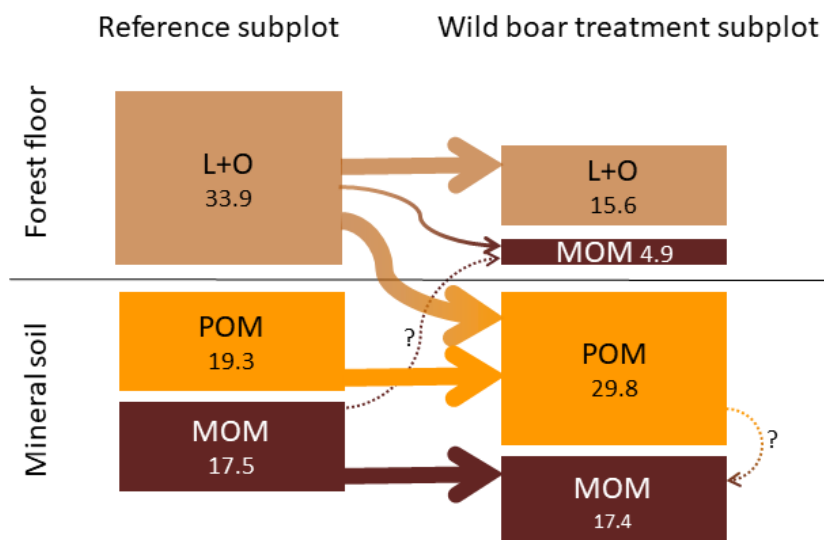 Reference subplot
Wild boar treatment subplot
Forest floor
L+O
33.9
L+O
15.6
MOM 4.9
Mineral soil
POM
19.3
?
POM
29.8
?
MOM
17.5
MOM
17.4